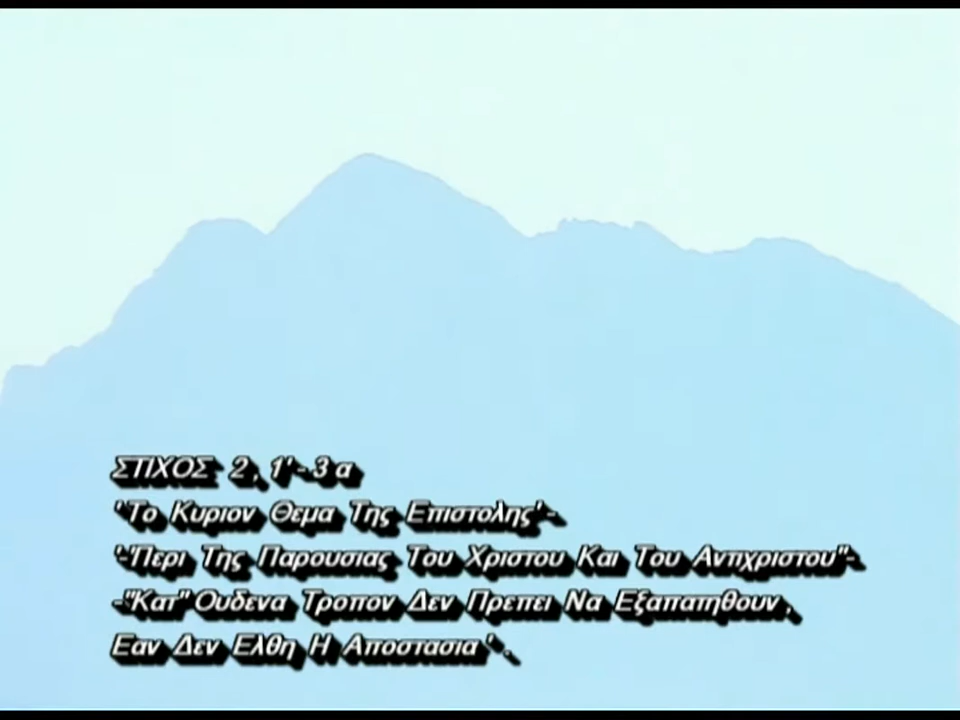 ΣΤΙΧΟΣ 2 , 1' - 3 α
' Το Κυριον Θεμα Της Επιστολης' -
'-'Περι Της Παρουσιας Του Χριστου Και Του Αντιχριστου''-
-''Κατ'' Ουδενα Τροπον Δεν Πρεπει Να Εξαπατηθουν ,
Εαν Δεν Ελθη Η Αποστασια ' .